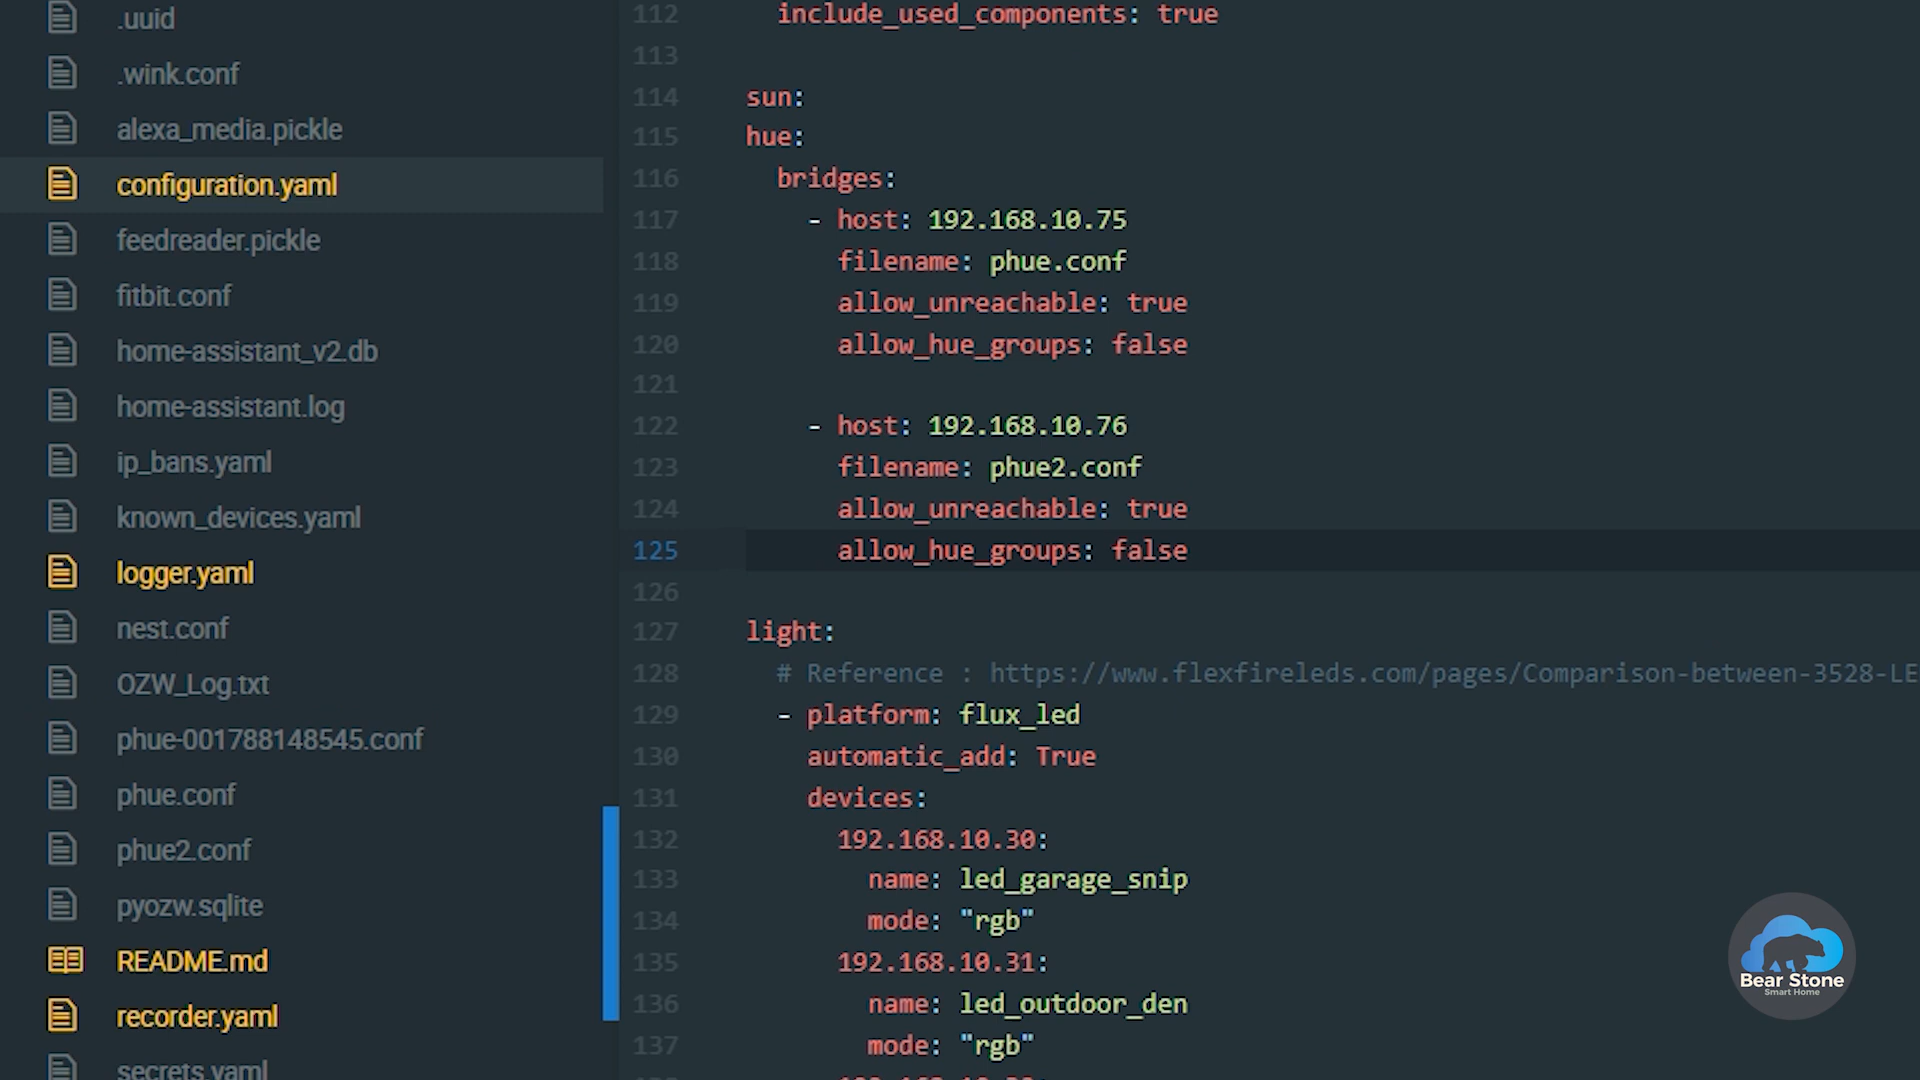 .uuid
.wink.conf
alexa_media.pickle
configuration.yaml
feedreader.pickle
fitbit.conf
home-assistant_v2.db
home-assistant.log
ip_bans.yaml
known_devices.yaml
logger.yaml
nest.conf
OZW_Log.txt
phue-001788148545.conf
phue.conf
phue2.conf
pyozw.sqlite
README.md
recorder.yaml
secrets.yaml
112 include_used_components: true
113
114 sun:
115 hue:
116 bridges:
117 - host: 192.168.10.75
118 filename: phue.conf
119 allow_unreachable: true
120 allow_hue_groups: false
121
122 - host: 192.168.10.76
123 filename: phue2.conf
124 allow_unreachable: true
125 allow_hue_groups: false
126
127 light:
128 # Reference : https://www.flexfireleds.com/pages/Comparison-between-3528-LE
129 - platform: flux_led
130 automatic_add: True
131 devices:
132 192.168.10.30:
133 name: led_garage_snip
134 mode: "rgb"
135 192.168.10.31:
136 name: led_outdoor_den
137 mode: "rgb"
Bear Stone
Smart Home